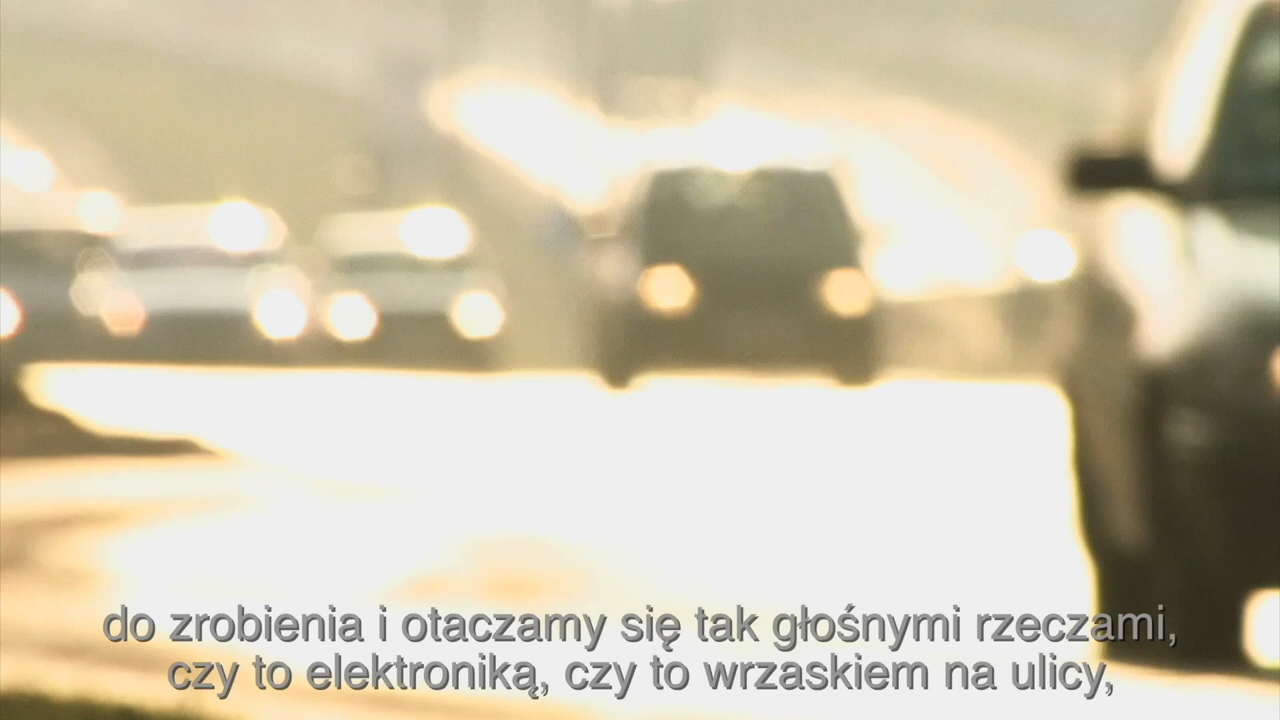 do zrobienia i otaczamy się tak głośnymi rzeczami,
czy to elektroniką, czy to wrzaskiem na ulicy,